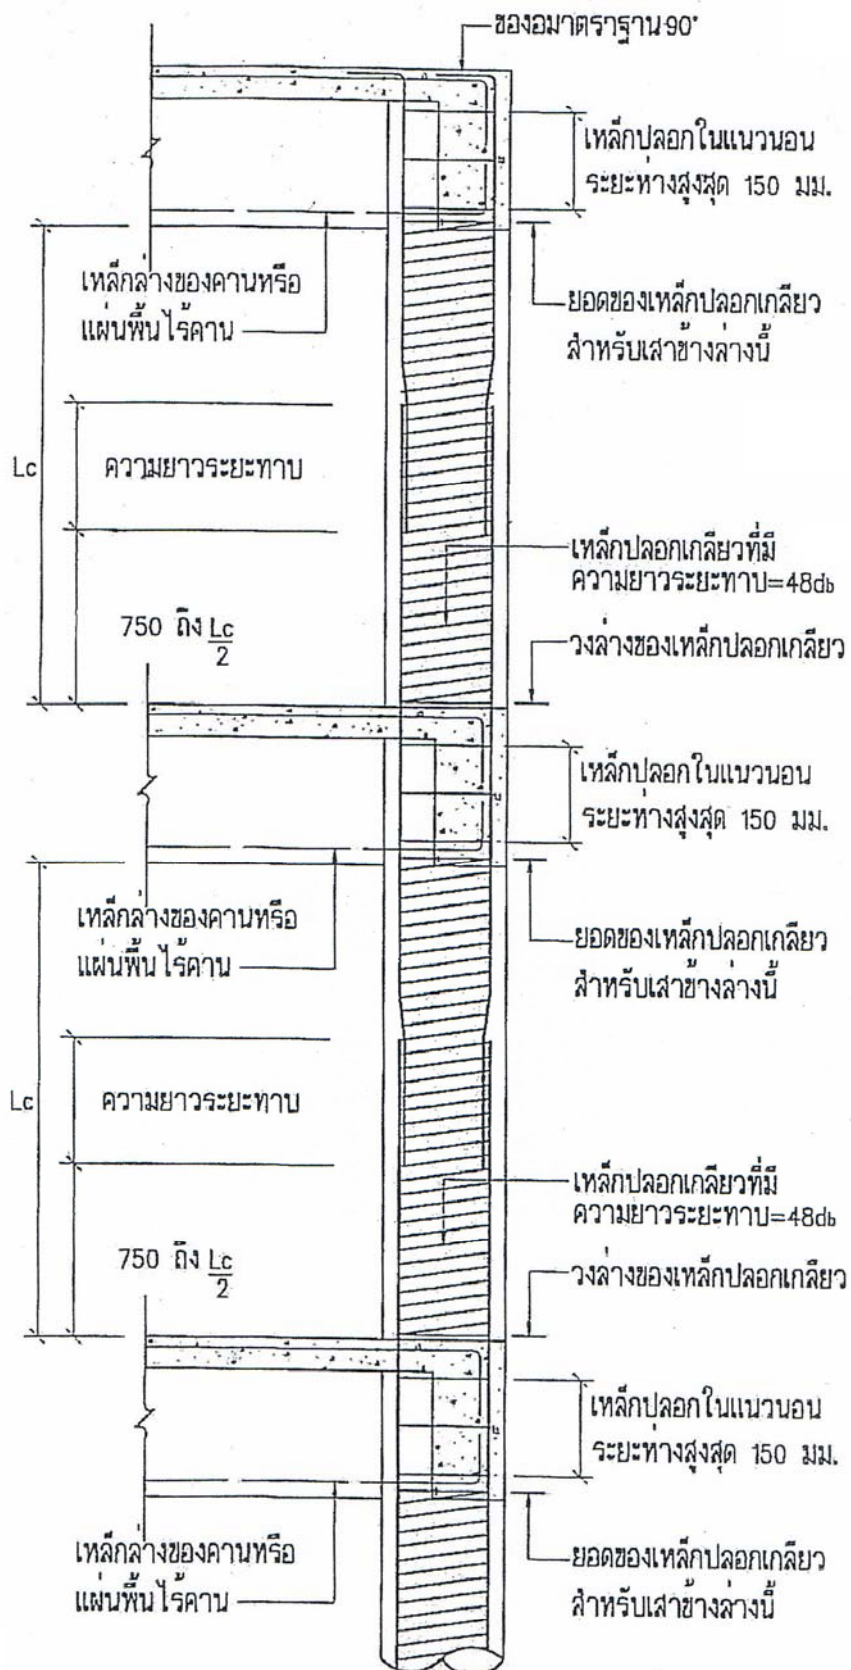 ของอมาตราฐาน 90°
เหล็กปลอกในแนวนอน
ระยะห่างสูงสุด 150 มม.
เหล็กล่างของคานหรือ
แผ่นพื้นไร้คาน
ยอดของเหล็กปลอกเกลียว
สำหรับเสาข้างล่างนี้
Lc
ความยาวระยะทาบ
เหล็กปลอกเกลียวที่มี
ความยาวระยะทาบ=48db
750 ถึง Lc
2
วงล่างของเหล็กปลอกเกลียว
เหล็กปลอกในแนวนอน
ระยะห่างสูงสุด 150 มม.
เหล็กล่างของคานหรือ
แผ่นพื้นไร้คาน
ยอดของเหล็กปลอกเกลียว
สำหรับเสาข้างล่างนี้
Lc
ความยาวระยะทาบ
เหล็กปลอกเกลียวที่มี
ความยาวระยะทาบ=48db
750 ถึง Lc
2
วงล่างของเหล็กปลอกเกลียว
เหล็กปลอกในแนวนอน
ระยะห่างสูงสุด 150 มม.
เหล็กล่างของคานหรือ
แผ่นพื้นไร้คาน
ยอดของเหล็กปลอกเกลียว
สำหรับเสาข้างล่างนี้